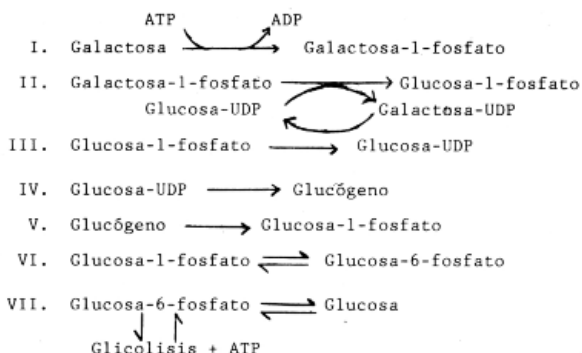 ATP ADP
I. Galactosa Galactosa-1-fosfato
II. Galactosa-1-fosfato Glucosa-1-fosfato
Glucosa-UDP Galactosa-UDP
III. Glucosa-1-fosfato Glucosa-UDP
IV. Glucosa-UDP Glucógeno
V. Glucógeno Glucosa-1-fosfato
VI. Glucosa-1-fosfato Glucosa-6-fosfato
VII. Glucosa-6-fosfato Glucosa
Glicolisis + ATP